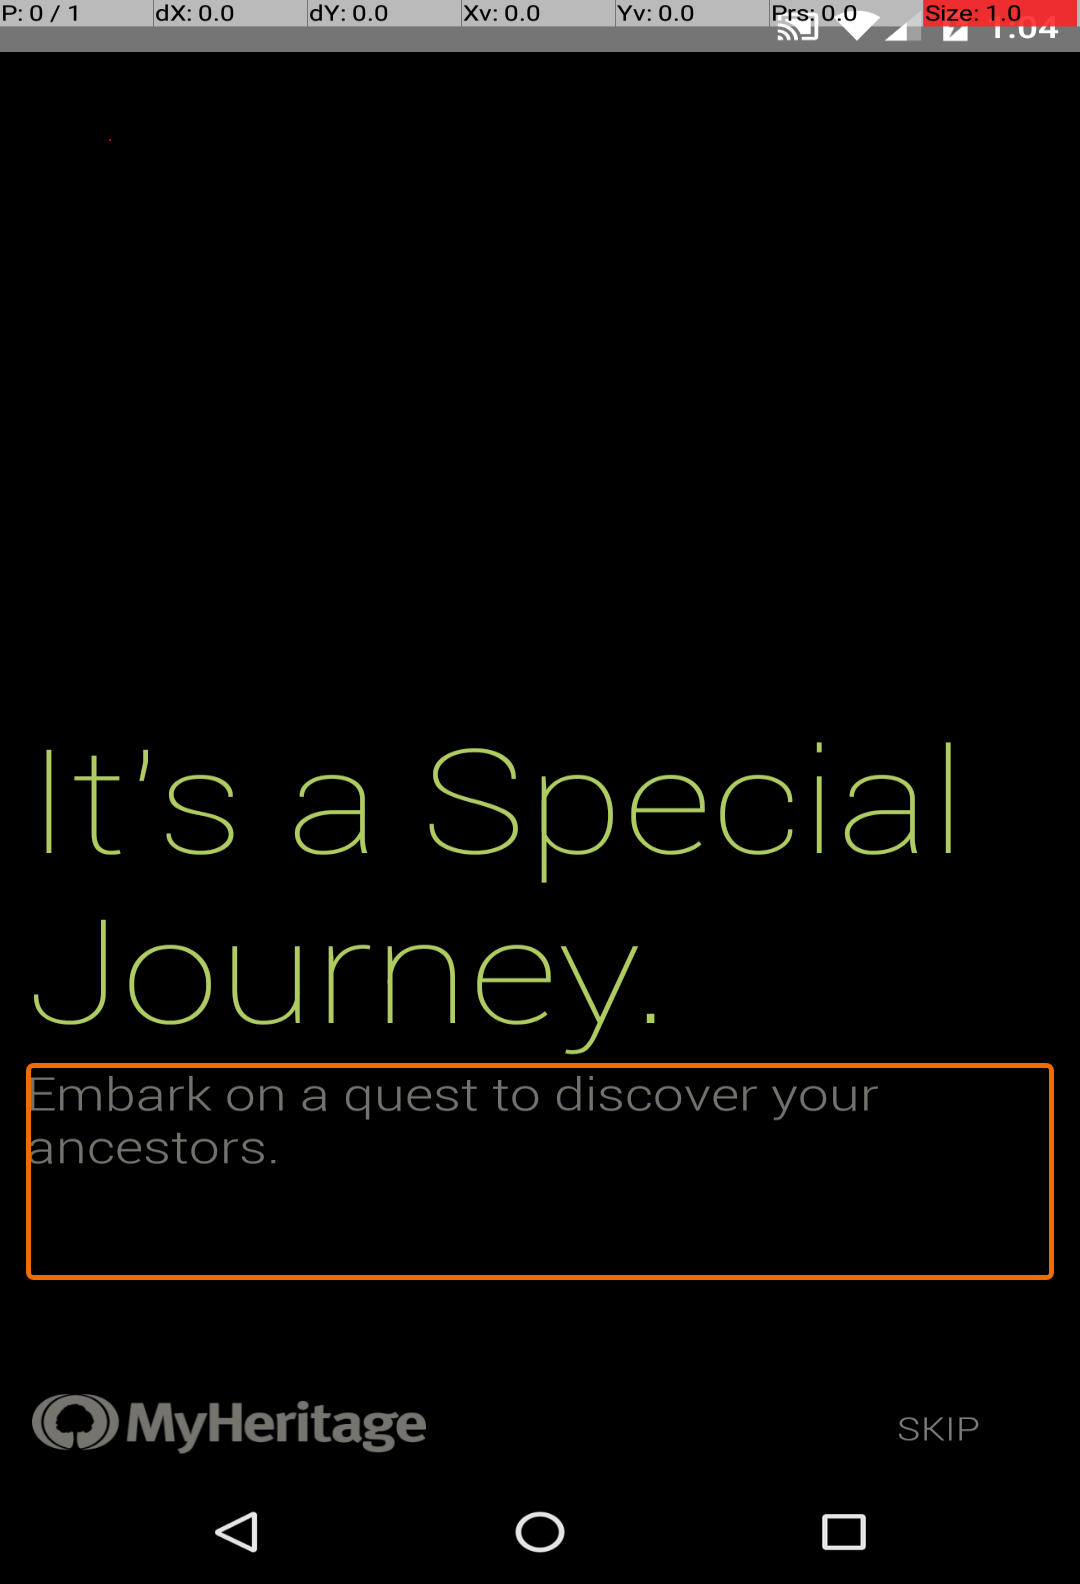 P: 0 / 1 dX: 0.0 dY: 0.0 Xv: 0.0 Yv: 0.0 Prs: 0.0 Size: 1.0
1:04
It's a Special
Journey.
Embark on a quest to discover your
ancestors.
MyHeritage
SKIP